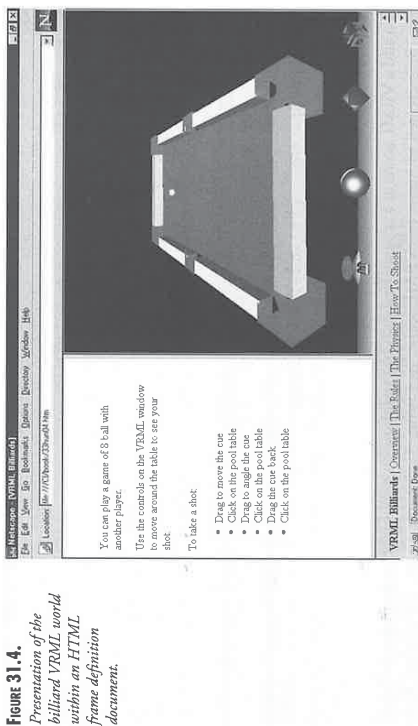 FIGURE 31.4.
Presentation of the
billiard VRML world
within an HTML
frame definition
document.
Netscape - [VRML Billiards]
File Edit View Go Bookmarks Options Directory Window Help
Location:
You can play a game of 8 ball with
another player.
Use the controls on the VRML window
to move around the table to see your
shot
To take a shot:
• Drag to move the cue
• Click on the pool table
• Drag to angle the cue
• Click on the pool table
• Drag the cue back
• Click on the pool table
VRML Billiards | Overview | The Rules | The Physics | How To Shoot
Document: Done